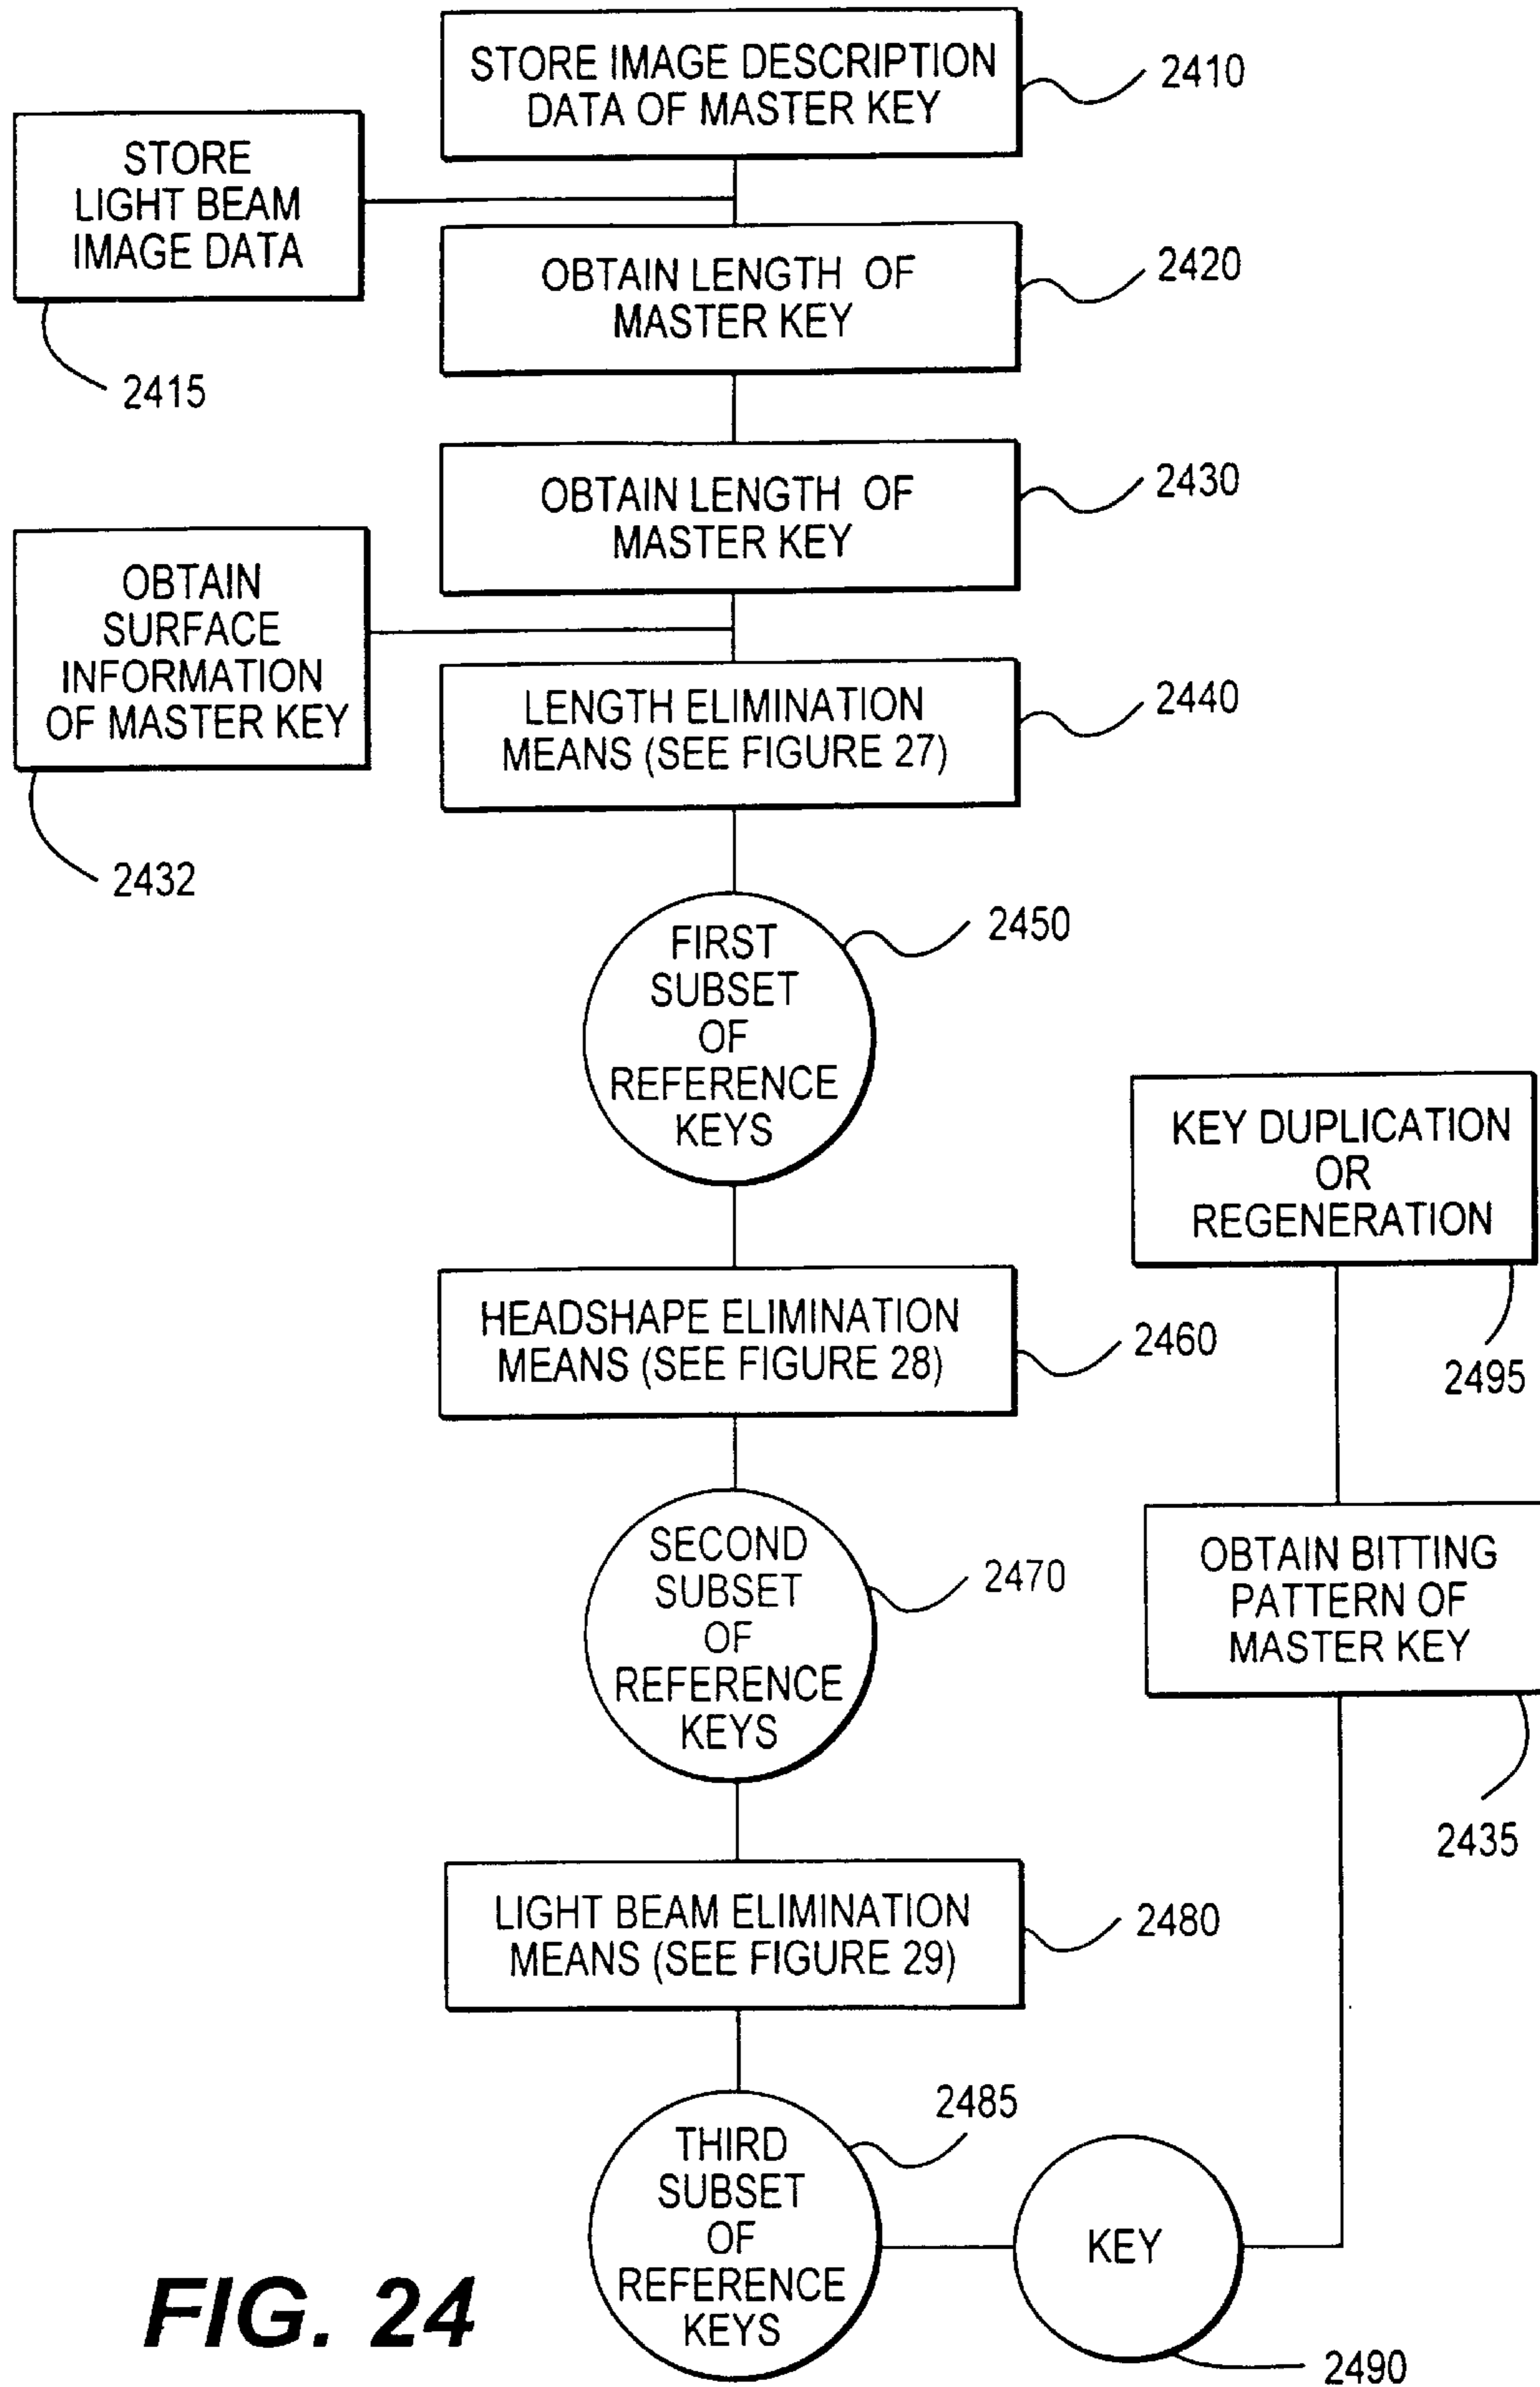 STORE IMAGE DESCRIPTION
DATA OF MASTER KEY
2410
STORE
LIGHT BEAM
IMAGE DATA
2415
OBTAIN LENGTH OF
MASTER KEY
2420
OBTAIN LENGTH OF
MASTER KEY
2430
OBTAIN
SURFACE
INFORMATION
OF MASTER KEY
2432
LENGTH ELIMINATION
MEANS (SEE FIGURE 27)
2440
FIRST
SUBSET
OF
REFERENCE
KEYS
2450
HEADSHAPE ELIMINATION
MEANS (SEE FIGURE 28)
2460
SECOND
SUBSET
OF
REFERENCE
KEYS
2470
LIGHT BEAM ELIMINATION
MEANS (SEE FIGURE 29)
2480
THIRD
SUBSET
OF
REFERENCE
KEYS
2485
KEY
2490
OBTAIN BITTING
PATTERN OF
MASTER KEY
2435
KEY DUPLICATION
OR
REGENERATION
2495
FIG. 24